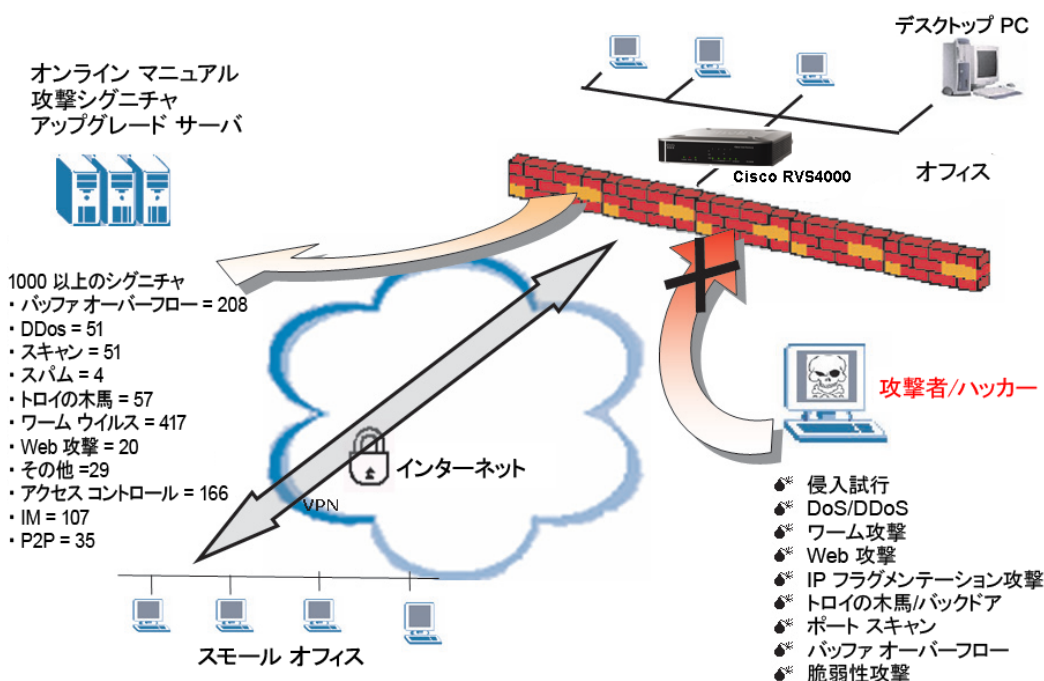 デスクトップ PC
オンライン マニュアル
攻撃シグニチャ
アップグレード サーバ
Cisco RVS4000
オフィス
1000 以上のシグニチャ
・バッファ オーバーフロー = 208
・DDos = 51
・スキャン = 51
・スパム = 4
・トロイの木馬 = 57
・ワーム ウイルス = 417
・Web 攻撃 = 20
・その他 =29
・アクセス コントロール = 166
・IM = 107
・P2P = 35
攻撃者/ハッカー
インターネット
VPN
侵入試行
DoS/DDoS
ワーム攻撃
Web 攻撃
IP フラグメンテーション攻撃
トロイの木馬/バックドア
ポート スキャン
バッファ オーバーフロー
脆弱性攻撃
スモール オフィス